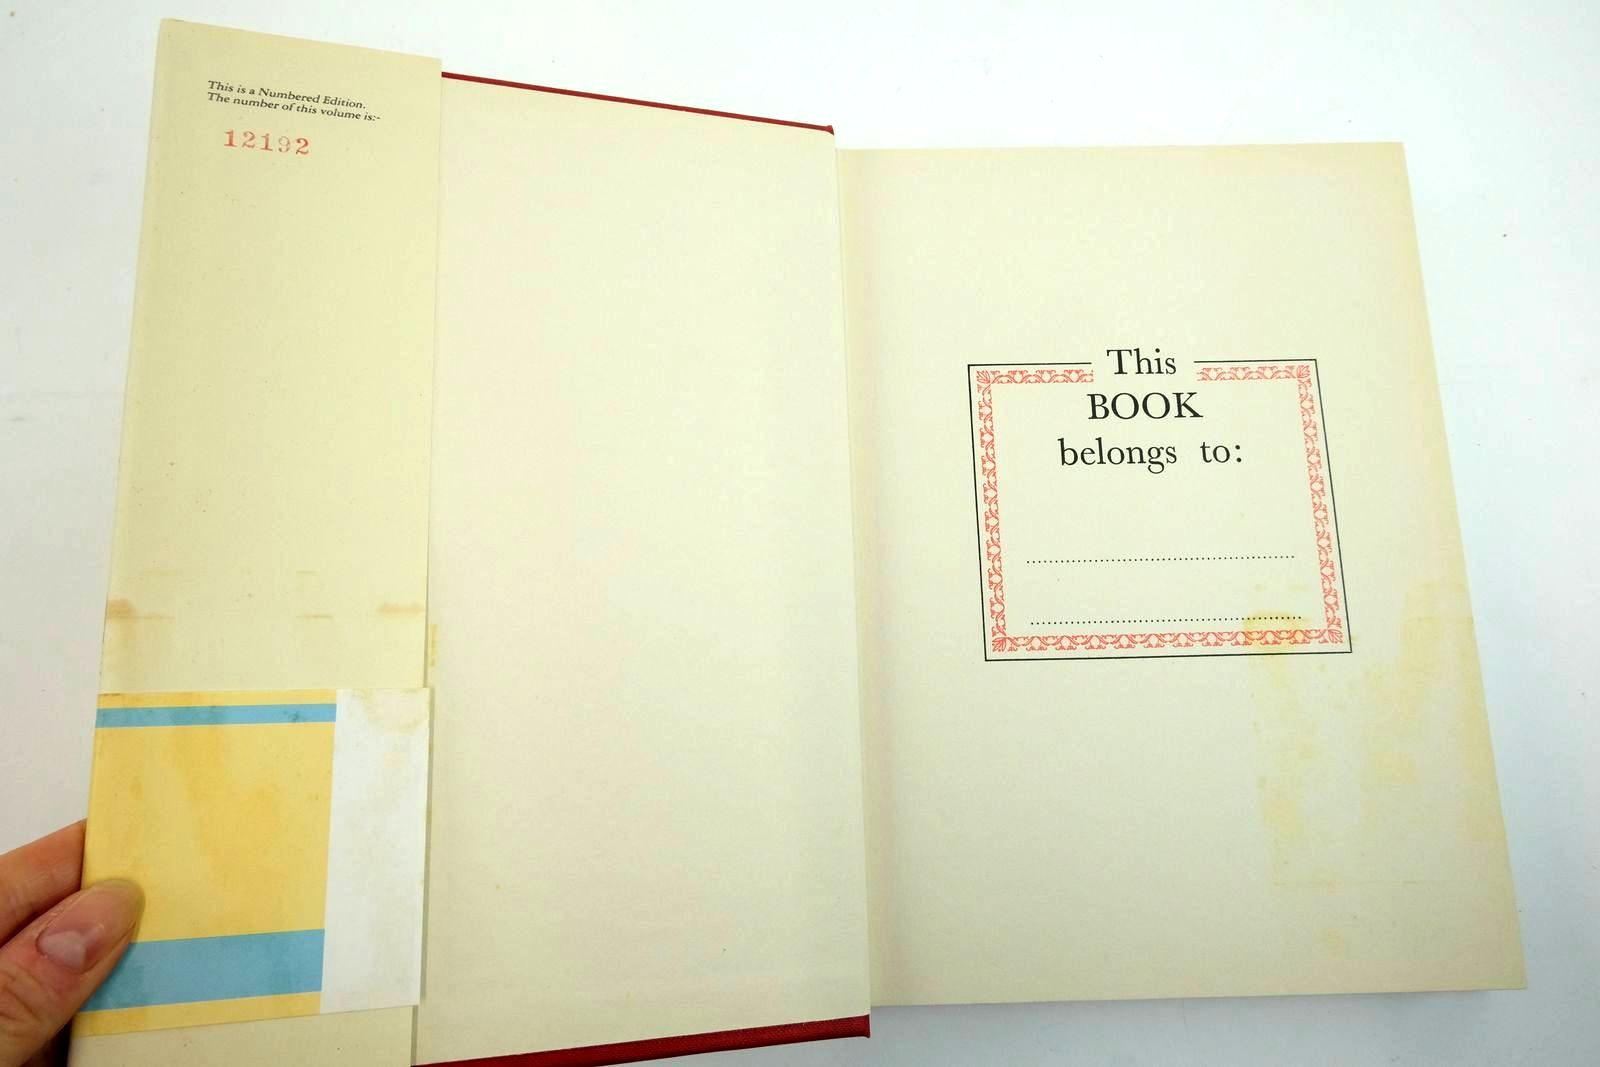 This is a Numbered Edition.
The number of this volume is:-
12192
This
BOOK
belongs to: